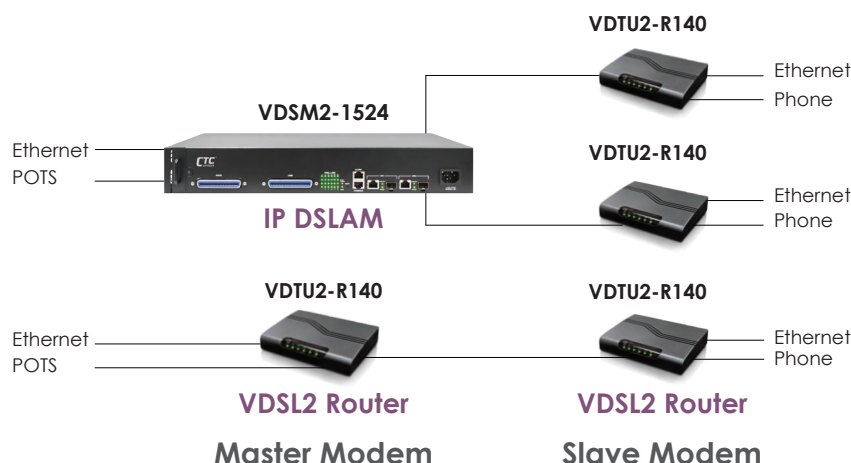 VDTU2-R140
Ethernet
Phone
VDSM2-1524
Ethernet
POTS
CTC
IP DSLAM
VDTU2-R140
Ethernet
Phone
VDTU2-R140
Ethernet
POTS
VDSL2 Router
Master Modem
VDTU2-R140
Ethernet
Phone
VDSL2 Router
Slave Modem